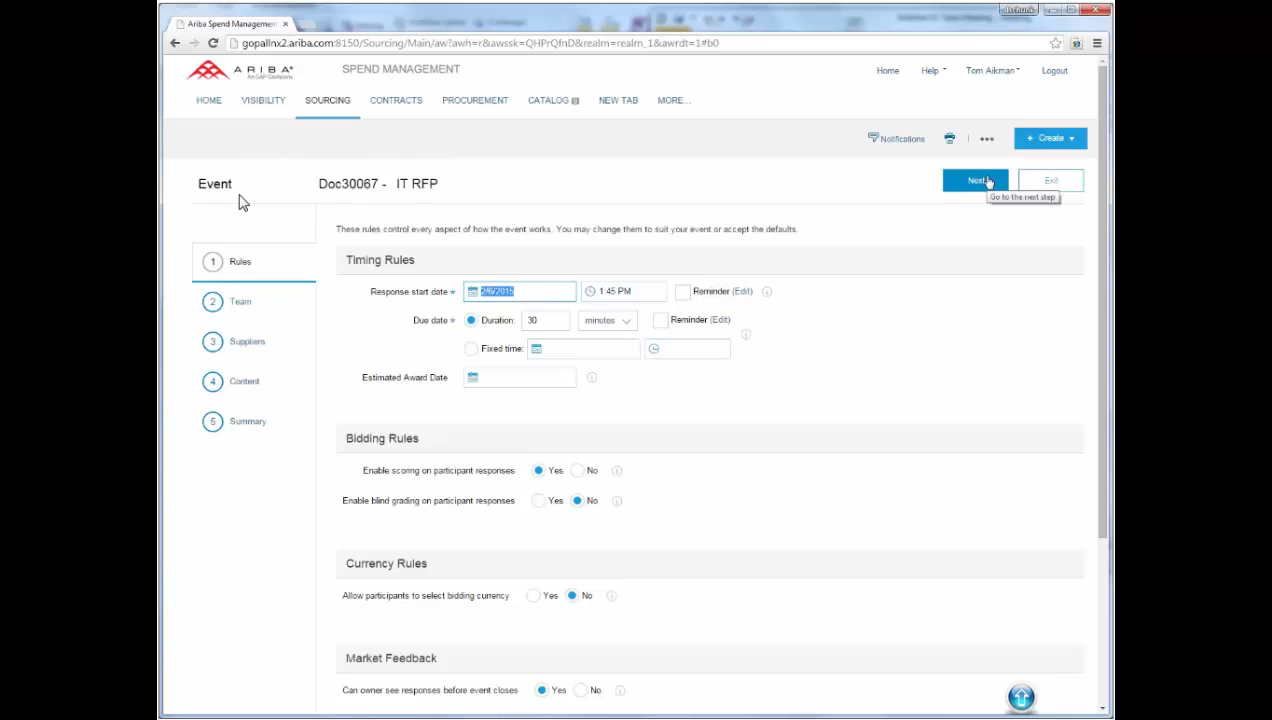 Ariba Spend Management
gopallnx2.ariba.com:8150/Sourcing/Main/aw?awh=r&awssk=QHPrQfnD&realm=realm_1&awrdt=1#b0
ARIBA SPEND MANAGEMENT
An SAP Company
Home Help Tom Aikman Logout
HOME VISIBILITY SOURCING CONTRACTS PROCUREMENT CATALOG NEW TAB MORE...
Notifications + Create
Event Doc30067 - IT RFP Next Exit
Go to the next step
These rules control every aspect of how the event works. You may change them to suit your event or accept the defaults.
1 Rules
2 Team
3 Suppliers
4 Content
5 Summary
Timing Rules
Response start date * 2/6/2015 1:45 PM Reminder (Edit)
Due date * Duration: 30 minutes Reminder (Edit)
Fixed time:
Estimated Award Date
Bidding Rules
Enable scoring on participant responses Yes No
Enable blind grading on participant responses Yes No
Currency Rules
Allow participants to select bidding currency Yes No
Market Feedback
Can owner see responses before event closes Yes No